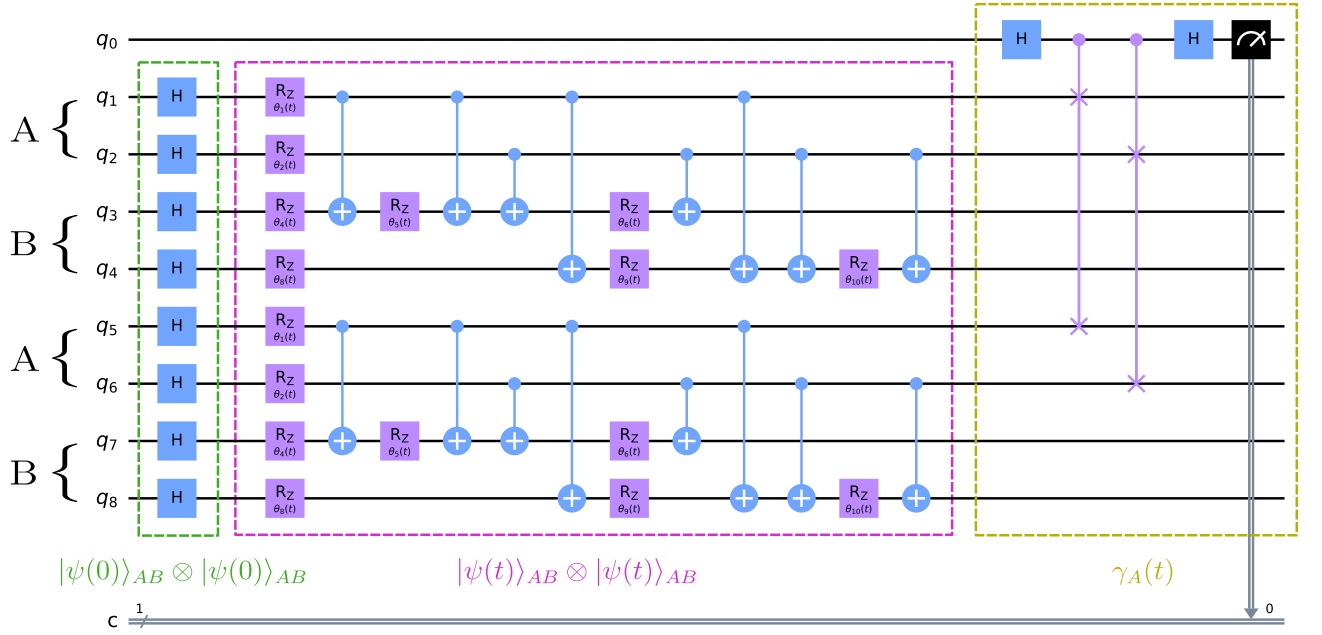 q0 H H
q1 H RZ θ1(t)
A {
q2 H RZ θ2(t)
q3 H RZ θ4(t) RZ θ5(t) RZ θ6(t)
B {
q4 H RZ θ8(t) RZ θ9(t) RZ θ10(t)
q5 H RZ θ1(t)
A {
q6 H RZ θ2(t)
q7 H RZ θ4(t) RZ θ5(t) RZ θ6(t)
B {
q8 H RZ θ8(t) RZ θ9(t) RZ θ10(t)
|ψ(0)⟩AB ⊗ |ψ(0)⟩AB |ψ(t)⟩AB ⊗ |ψ(t)⟩AB γA(t)
c 1 0